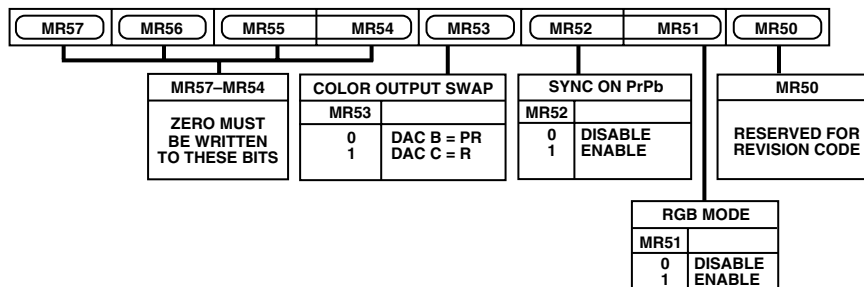 MR57 MR56 MR55 MR54 MR53 MR52 MR51 MR50
MR57–MR54
ZERO MUST
BE WRITTEN
TO THESE BITS
COLOR OUTPUT SWAP
MR53
0 DAC B = PR
1 DAC C = R
SYNC ON PrPb
MR52
0 DISABLE
1 ENABLE
MR50
RESERVED FOR
REVISION CODE
RGB MODE
MR51
0 DISABLE
1 ENABLE